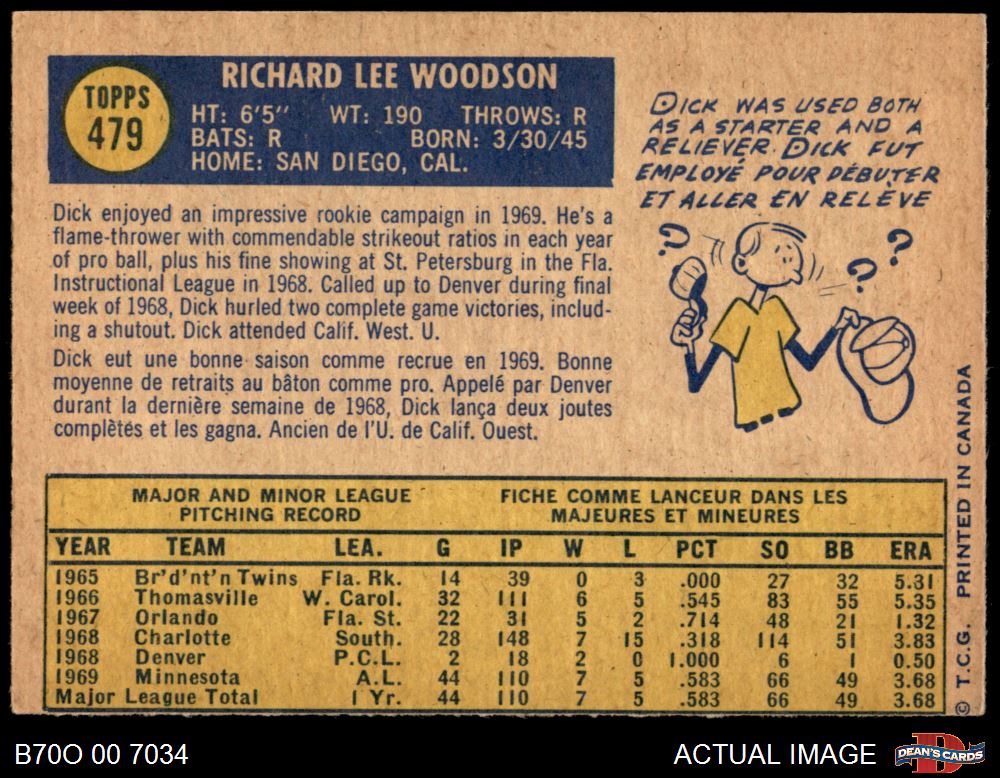 TOPPS
479
RICHARD LEE WOODSON
HT: 6'5" WT: 190 THROWS: R
BATS: R BORN: 3/30/45
HOME: SAN DIEGO, CAL.
DICK WAS USED BOTH
AS A STARTER AND A
RELIEVER. DICK FUT
EMPLOYÉ POUR DÉBUTER
ET ALLER EN RELÈVE
? ? ?
Dick enjoyed an impressive rookie campaign in 1969. He's a
flame-thrower with commendable strikeout ratios in each year
of pro ball, plus his fine showing at St. Petersburg in the Fla.
Instructional League in 1968. Called up to Denver during final
week of 1968, Dick hurled two complete game victories, includ-
ing a shutout. Dick attended Calif. West. U.
Dick eut une bonne saison comme recrue en 1969. Bonne
moyenne de retraits au bâton comme pro. Appelé par Denver
durant la dernière semaine de 1968, Dick lança deux joutes
complètés et les gagna. Ancien de l'U. de Calif. Ouest.
MAJOR AND MINOR LEAGUE
PITCHING RECORD
FICHE COMME LANCEUR DANS LES
MAJEURES ET MINEURES
YEAR TEAM LEA. G IP W L PCT SO BB ERA
1965 Br'd'nt'n Twins Fla. Rk. 14 39 0 3 .000 27 32 5.31
1966 Thomasville W. Carol. 32 111 6 5 .545 83 55 5.35
1967 Orlando Fla. St. 22 31 5 2 .714 48 21 1.32
1968 Charlotte South. 28 148 7 15 .318 114 51 3.83
1968 Denver P.C.L. 2 18 2 0 1.000 6 1 0.50
1969 Minnesota A.L. 44 110 7 5 .583 66 49 3.68
Major League Total 1 Yr. 44 110 7 5 .583 66 49 3.68
© T.C.G. PRINTED IN CANADA
B70O 00 7034
ACTUAL IMAGE
D
DEAN'S CARDS